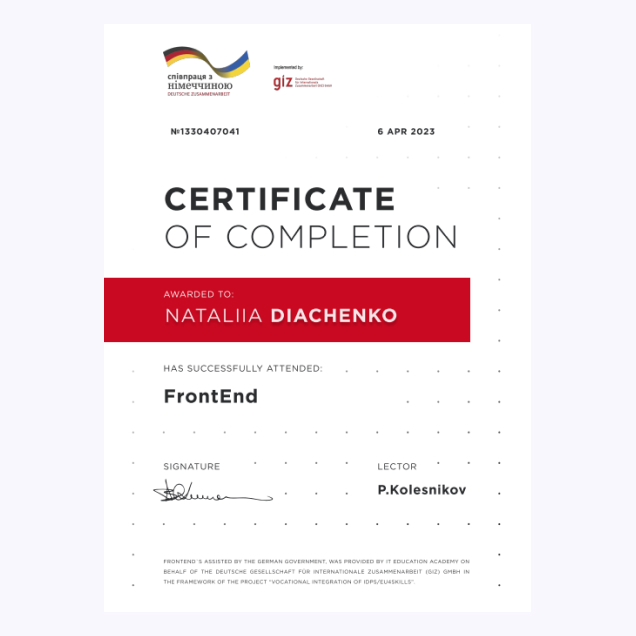 співпраця з
німеччиною
DEUTSCHE ZUSAMMENARBEIT
Implemented by:
giz Deutsche Gesellschaft
für Internationale
Zusammenarbeit (GIZ) GmbH
№1330407041
6 APR 2023
CERTIFICATE
OF COMPLETION
AWARDED TO:
NATALIIA DIACHENKO
HAS SUCCESSFULLY ATTENDED:
FrontEnd
SIGNATURE
LECTOR
P.Kolesnikov
FRONTEND`S ASSISTED BY THE GERMAN GOVERNMENT, WAS PROVIDED BY IT EDUCATION ACADEMY ON
BEHALF OF THE DEUTSCHE GESELLSCHAFT FÜR INTERNATIONALE ZUSAMMENARBEIT (GIZ) GMBH IN
THE FRAMEWORK OF THE PROJECT "VOCATIONAL INTEGRATION OF IDPS/EU4SKILLS".